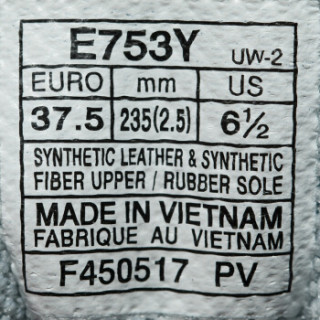 E753Y UW-2
EURO mm US
37.5 235(2.5) 6½
SYNTHETIC LEATHER & SYNTHETIC
FIBER UPPER / RUBBER SOLE
MADE IN VIETNAM
FABRIQUE AU VIETNAM
F450517 PV